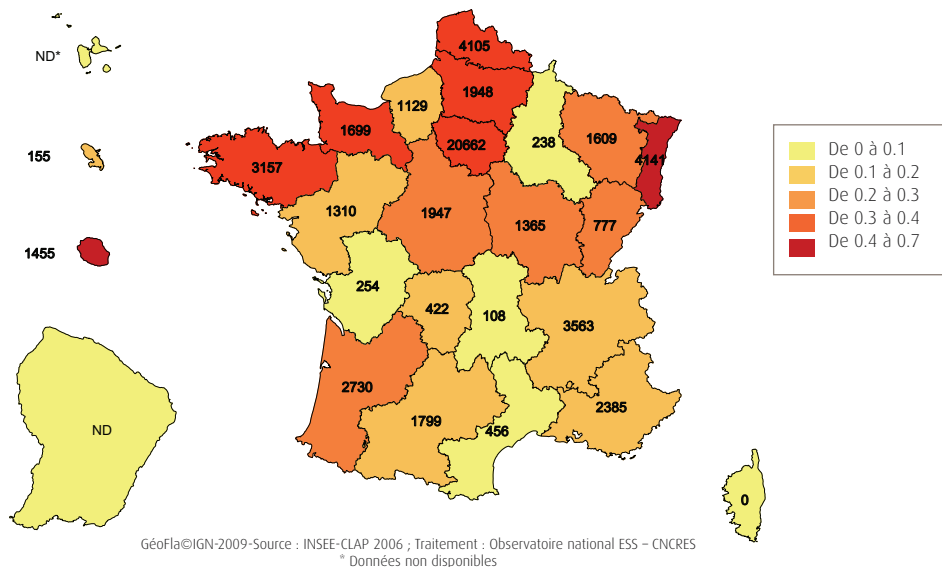 ND*
4105
1948
1129
1699
20662
238
1609
4141
155
3157
1310
1947
1365
777
1455
254
422
108
3563
2730
1799
2385
456
ND
0
De 0 à 0.1
De 0.1 à 0.2
De 0.2 à 0.3
De 0.3 à 0.4
De 0.4 à 0.7
GéoFla©IGN-2009-Source : INSEE-CLAP 2006 ; Traitement : Observatoire national ESS – CNCRES
* Données non disponibles